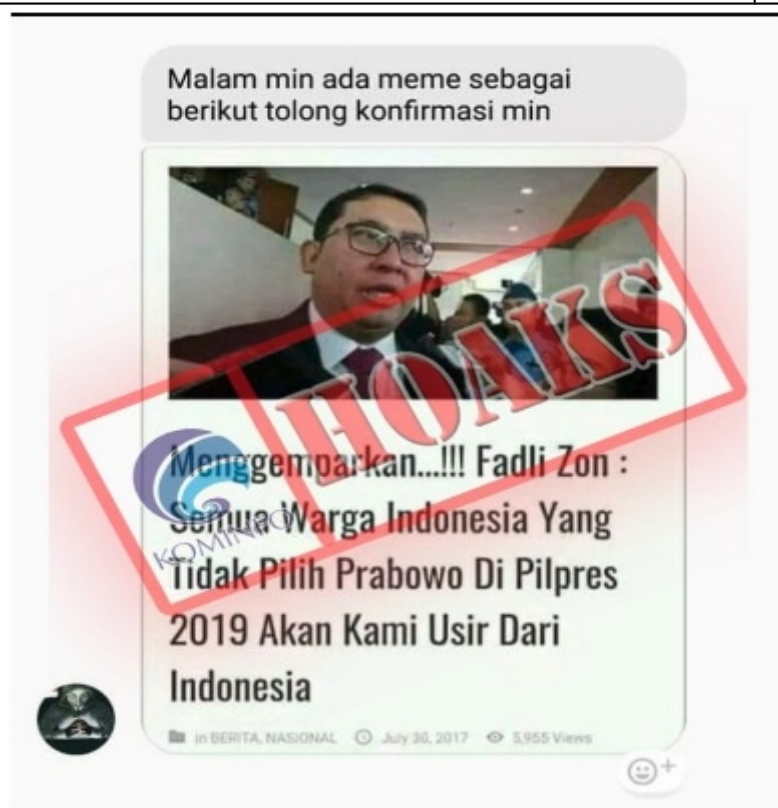 Malam min ada meme sebagai
berikut tolong konfirmasi min
HOAKS
KOMINFO
Menggemparkan...!!! Fadli Zon :
Semua Warga Indonesia Yang
Tidak Pilih Prabowo Di Pilpres
2019 Akan Kami Usir Dari
Indonesia
in BERITA, NASIONAL July 30, 2017 5,955 Views